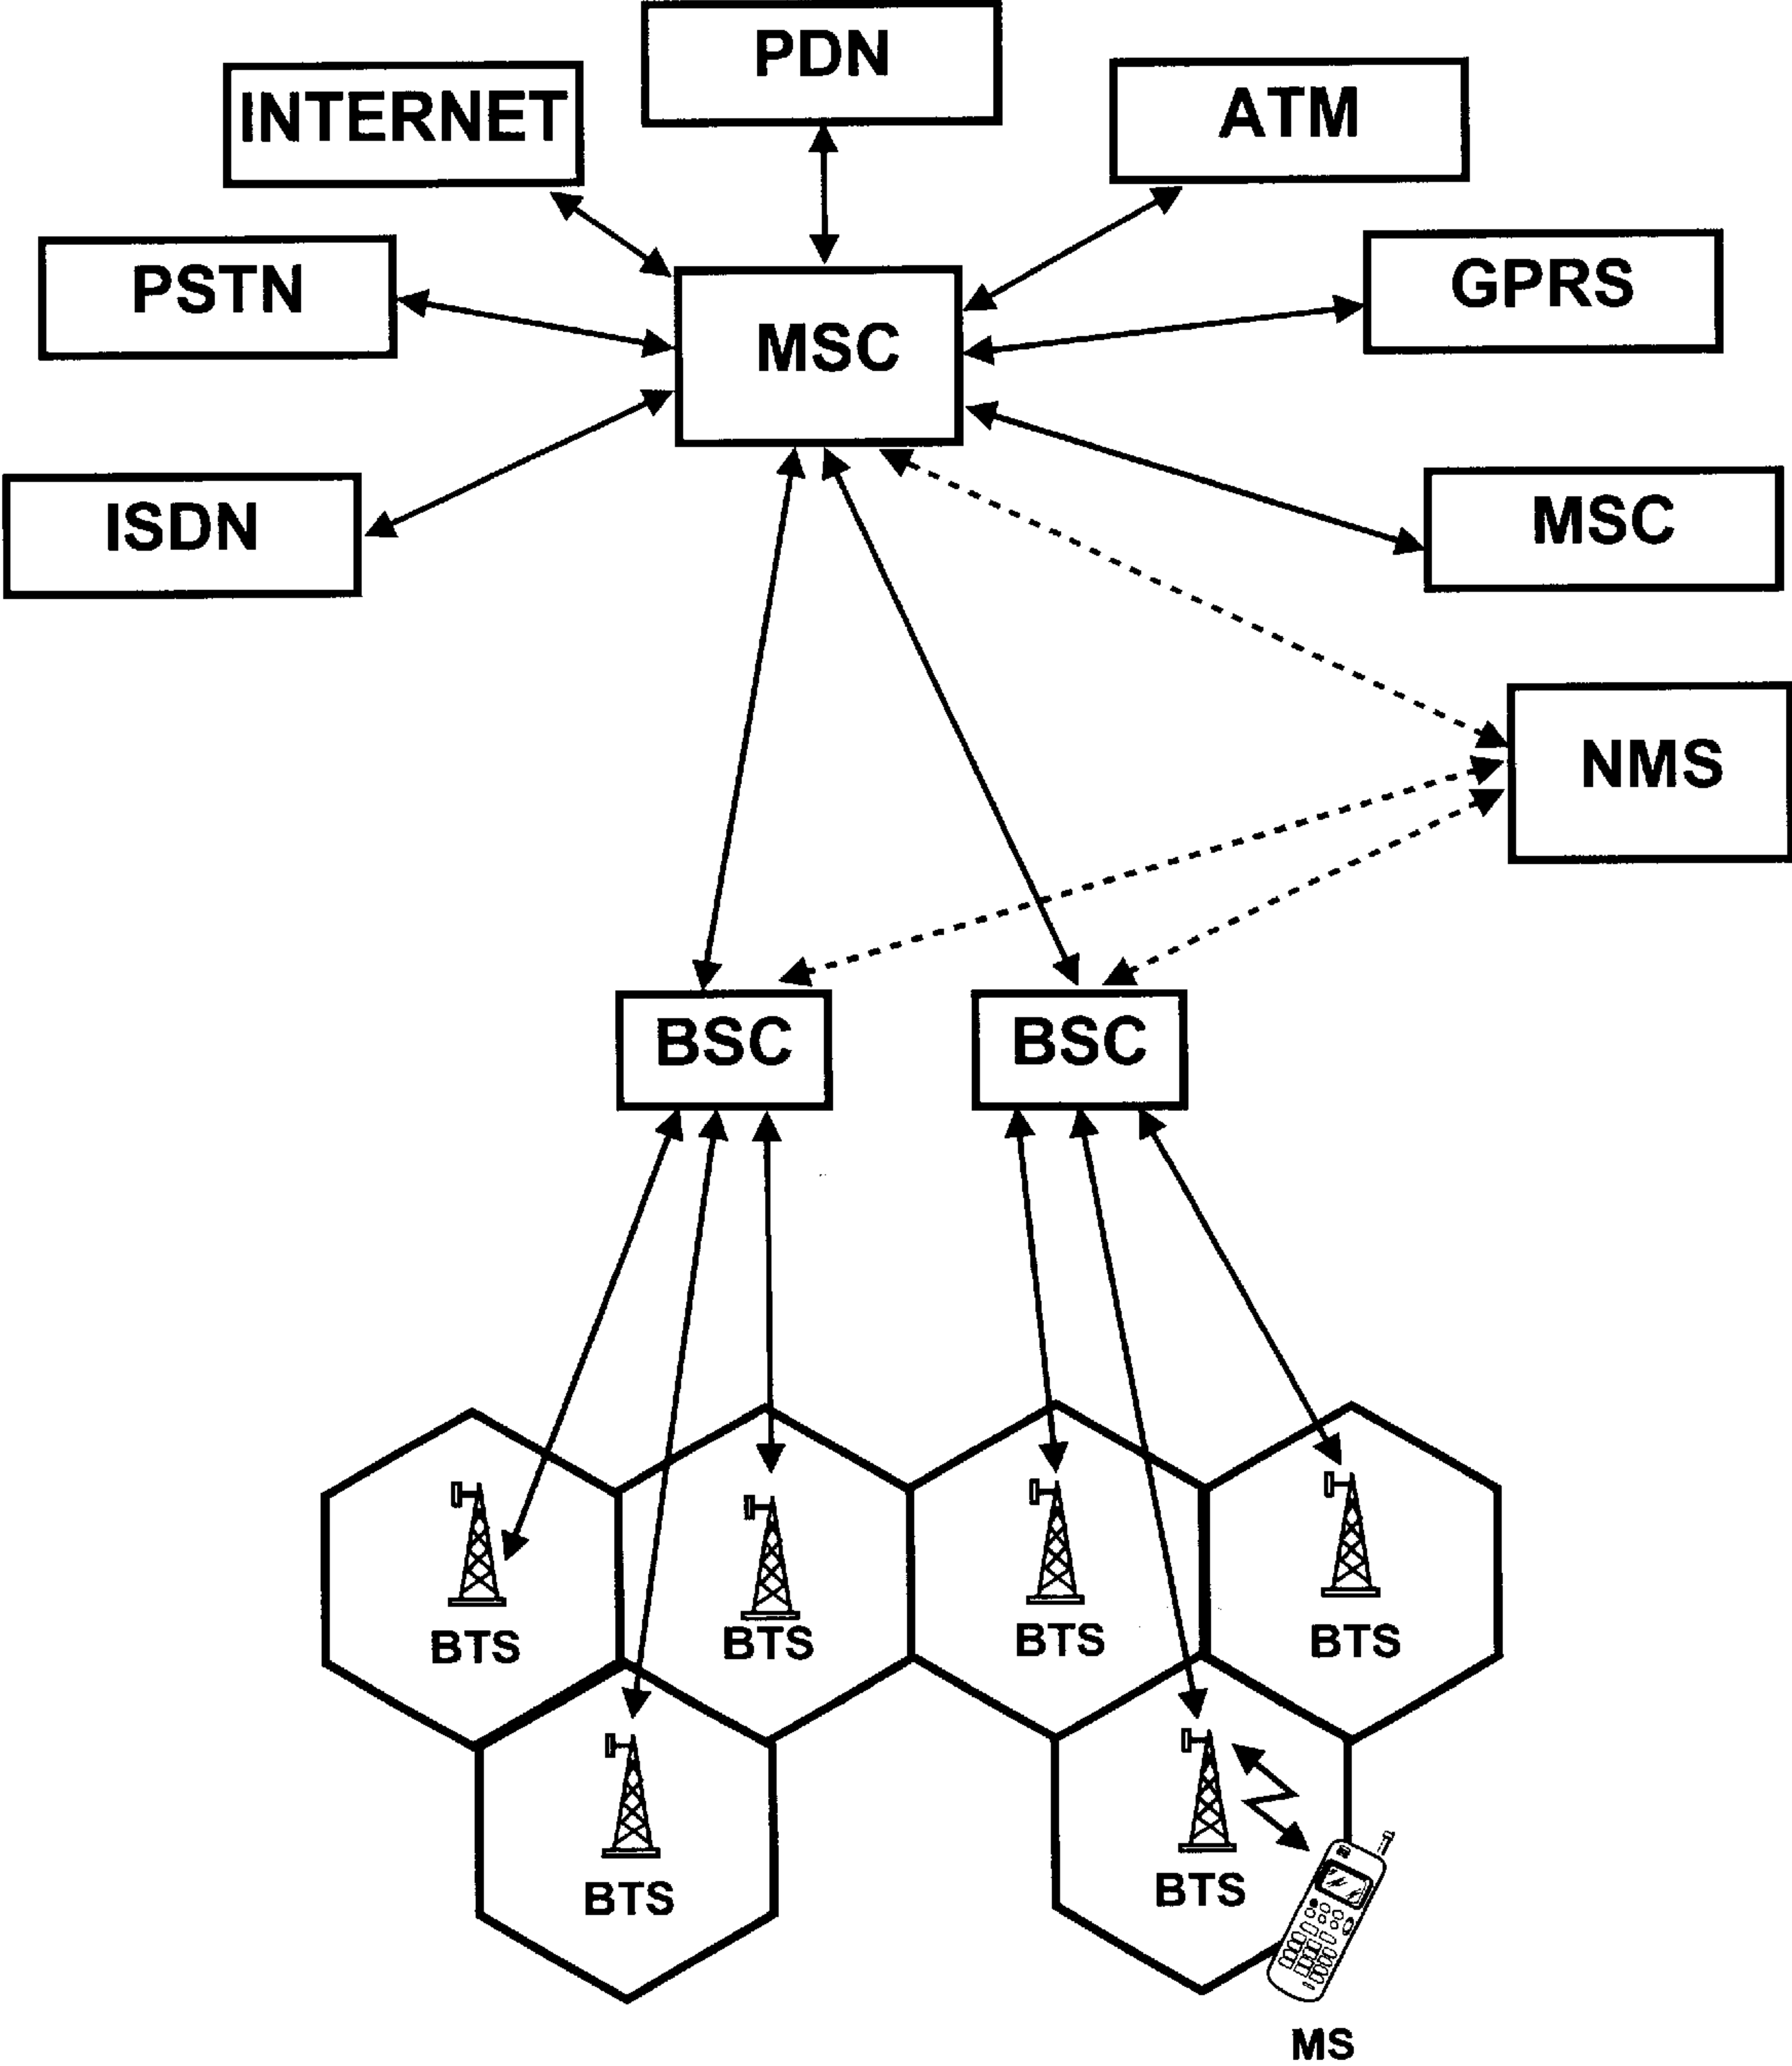 PDN
INTERNET
ATM
PSTN
GPRS
MSC
ISDN
MSC
NMS
BSC
BSC
BTS
BTS
BTS
BTS
BTS
BTS
MS